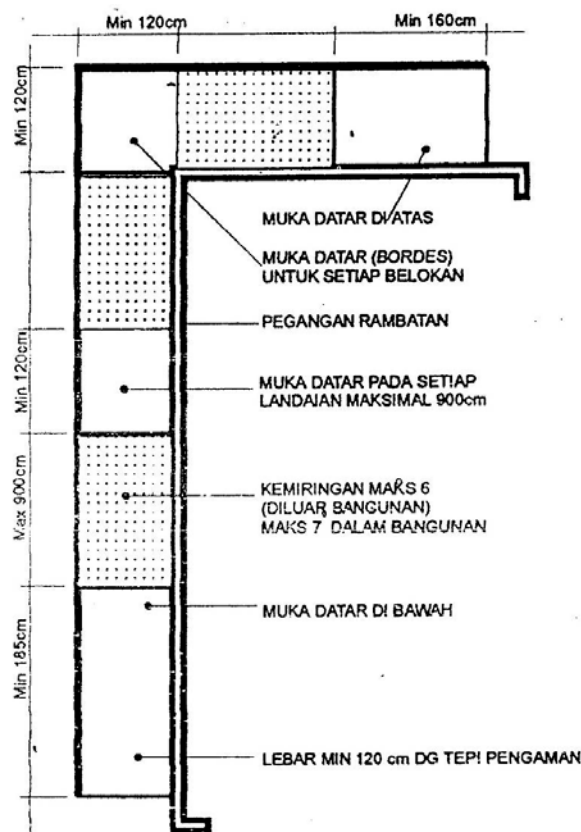 Min 120cm
Min 160cm
Min 120cm
MUKA DATAR DI ATAS
MUKA DATAR (BORDES)
UNTUK SETIAP BELOKAN
PEGANGAN RAMBATAN
Min 120cm
MUKA DATAR PADA SETIAP
LANDAIAN MAKSIMAL 900cm
Max 900cm
KEMIRINGAN MAKS 6
(DILUAR BANGUNAN)
MAKS 7 DALAM BANGUNAN
MUKA DATAR DI BAWAH
Min 185cm
LEBAR MIN 120 cm DG TEPI PENGAMAN